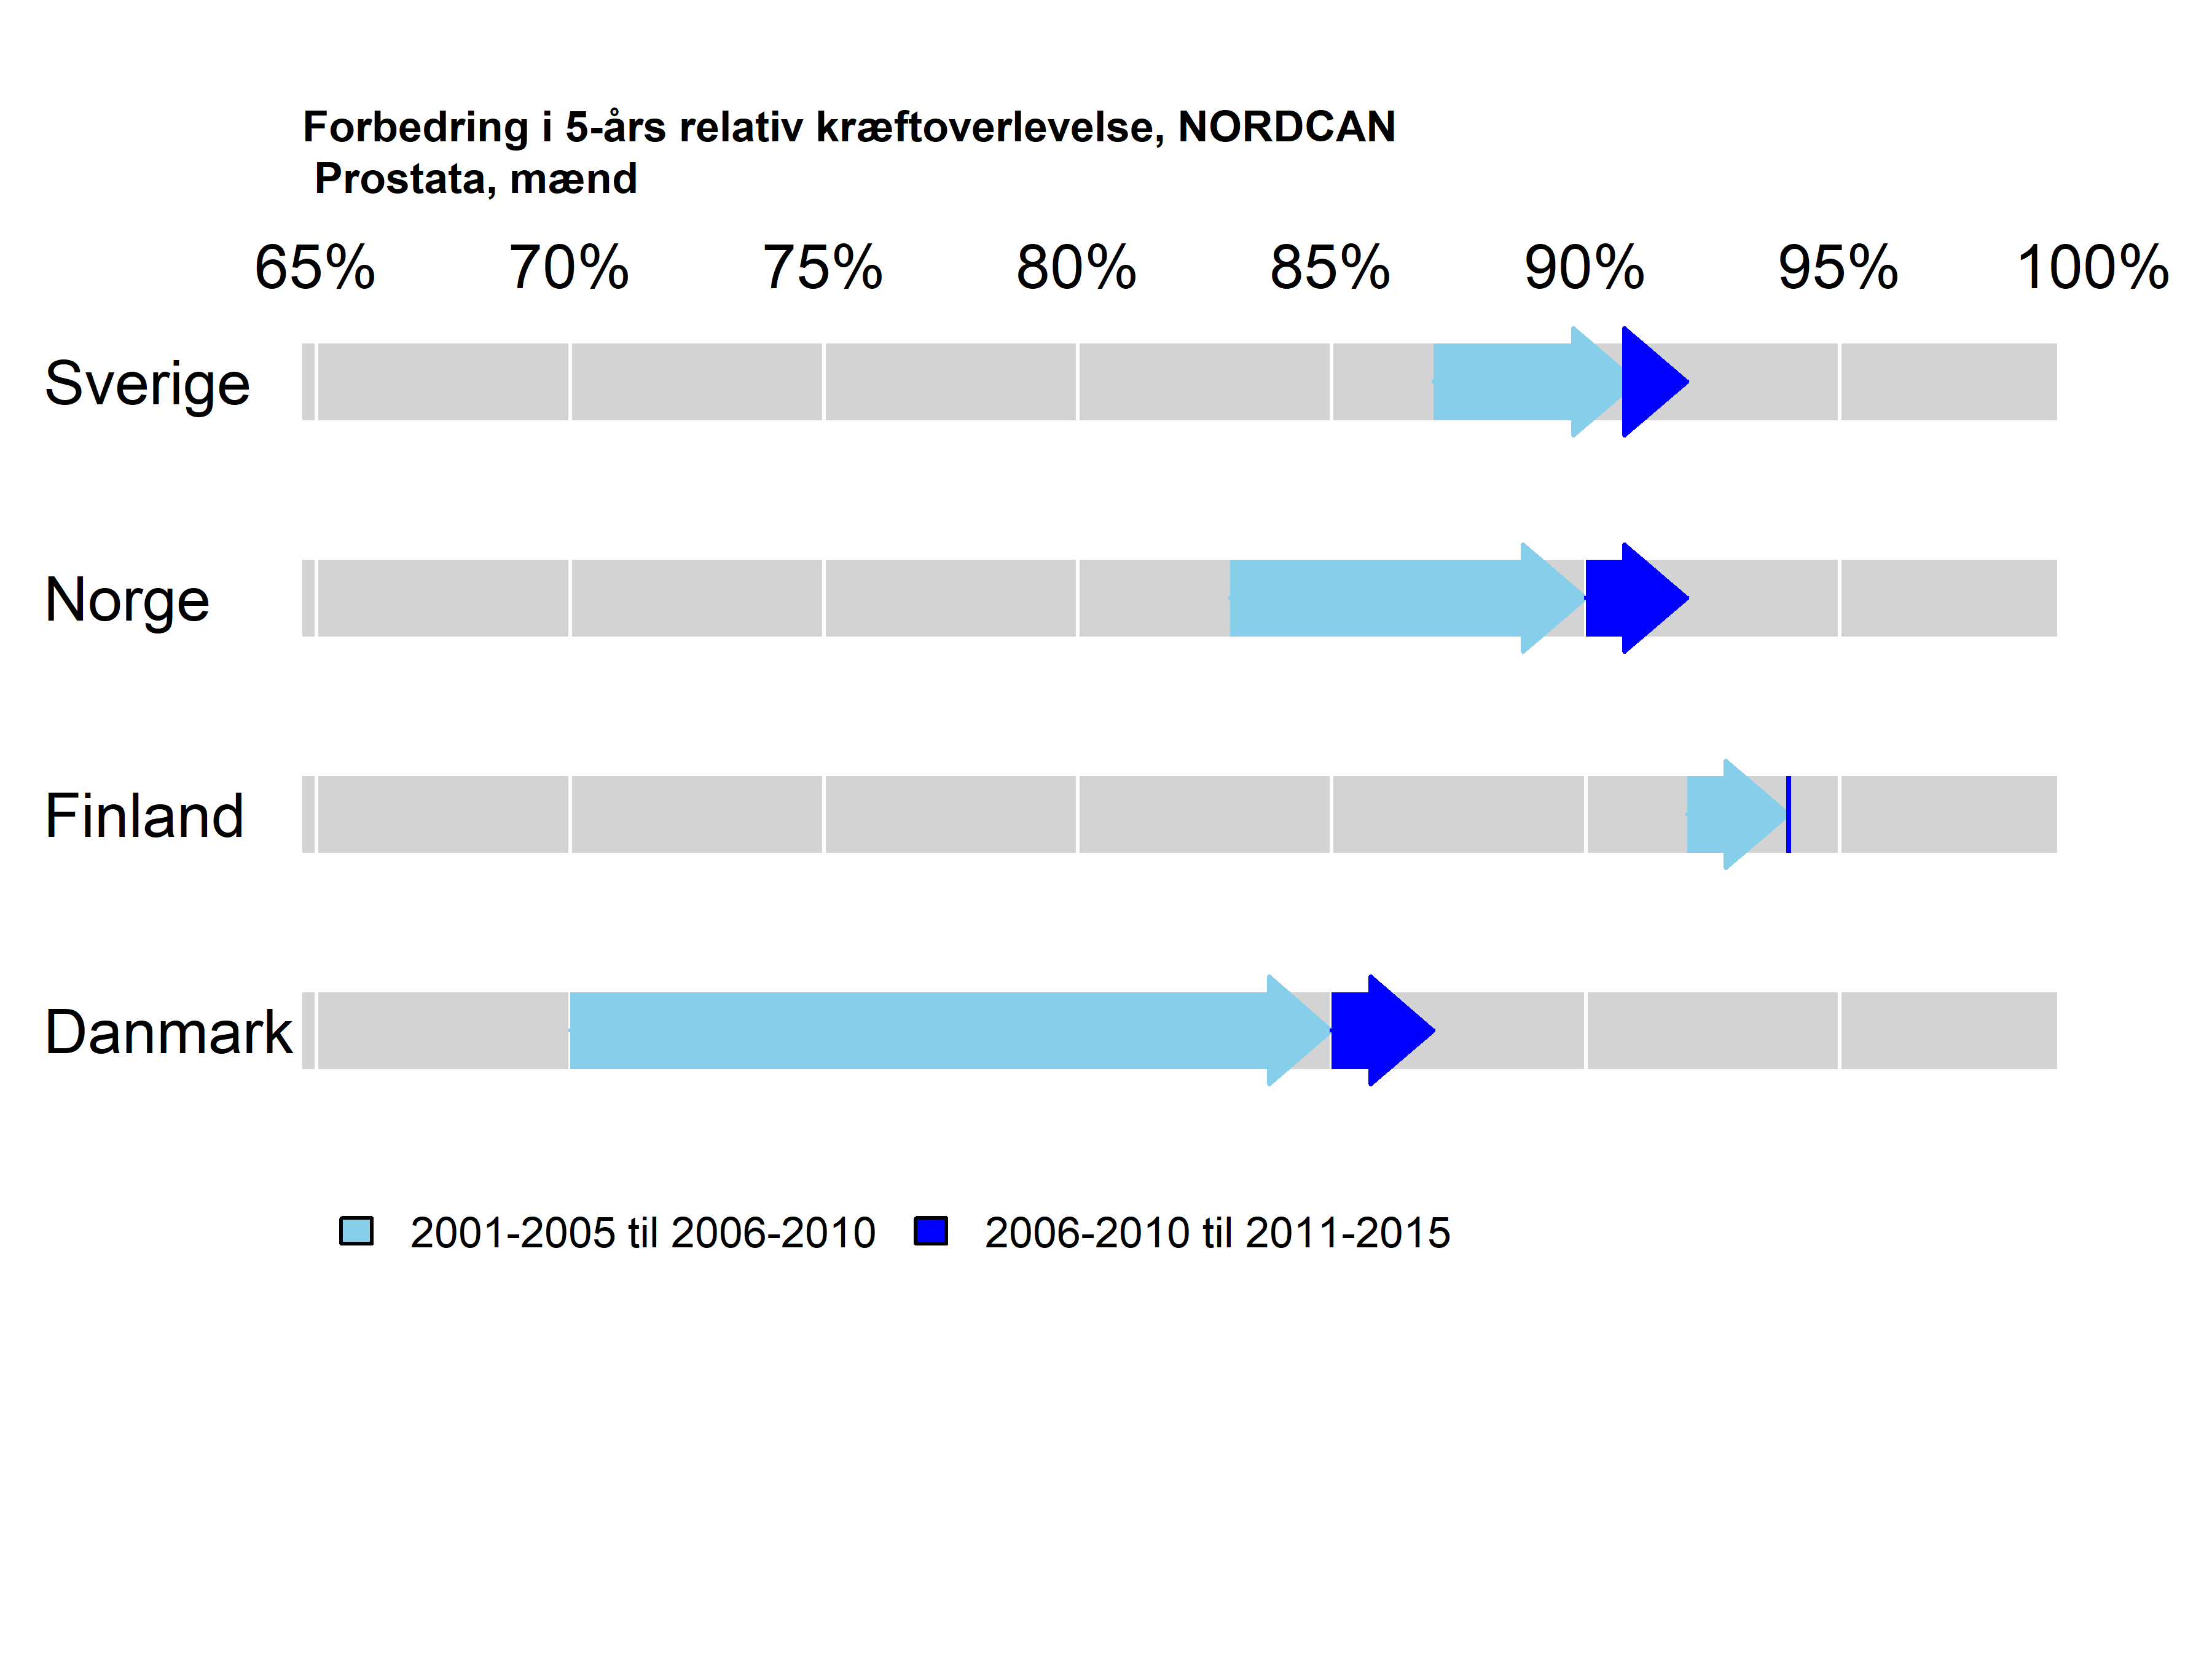 Forbedring i 5-års relativ kræftoverlevelse, NORDCAN
Prostata, mænd
65% 70% 75% 80% 85% 90% 95% 100%
Sverige
Norge
Finland
Danmark
2001-2005 til 2006-2010 2006-2010 til 2011-2015